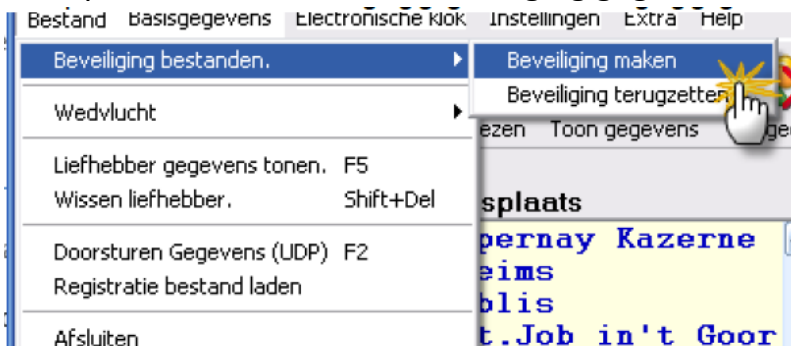 Bestand Basisgegevens Electronische klok Instellingen Extra Help
Beveiliging bestanden.
Beveiliging maken
Beveiliging terugzetten
Wedvlucht
ezen Toon gegevens ge
Liefhebber gegevens tonen. F5
Wissen liefhebber. Shift+Del
splaats
Doorsturen Gegevens (UDP) F2
pernay Kazerne
Registratie bestand laden
eims
blis
Afsluiten
t.Job in't Goor